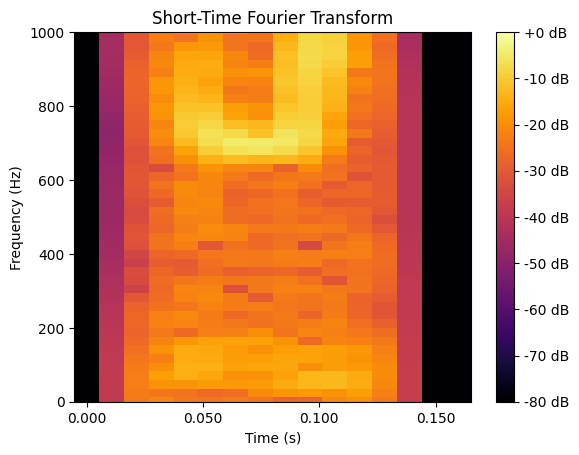 Short-Time Fourier Transform
1000
800
600
400
200
0
Frequency (Hz)
0.000
0.050
0.100
0.150
Time (s)
+0 dB
-10 dB
-20 dB
-30 dB
-40 dB
-50 dB
-60 dB
-70 dB
-80 dB